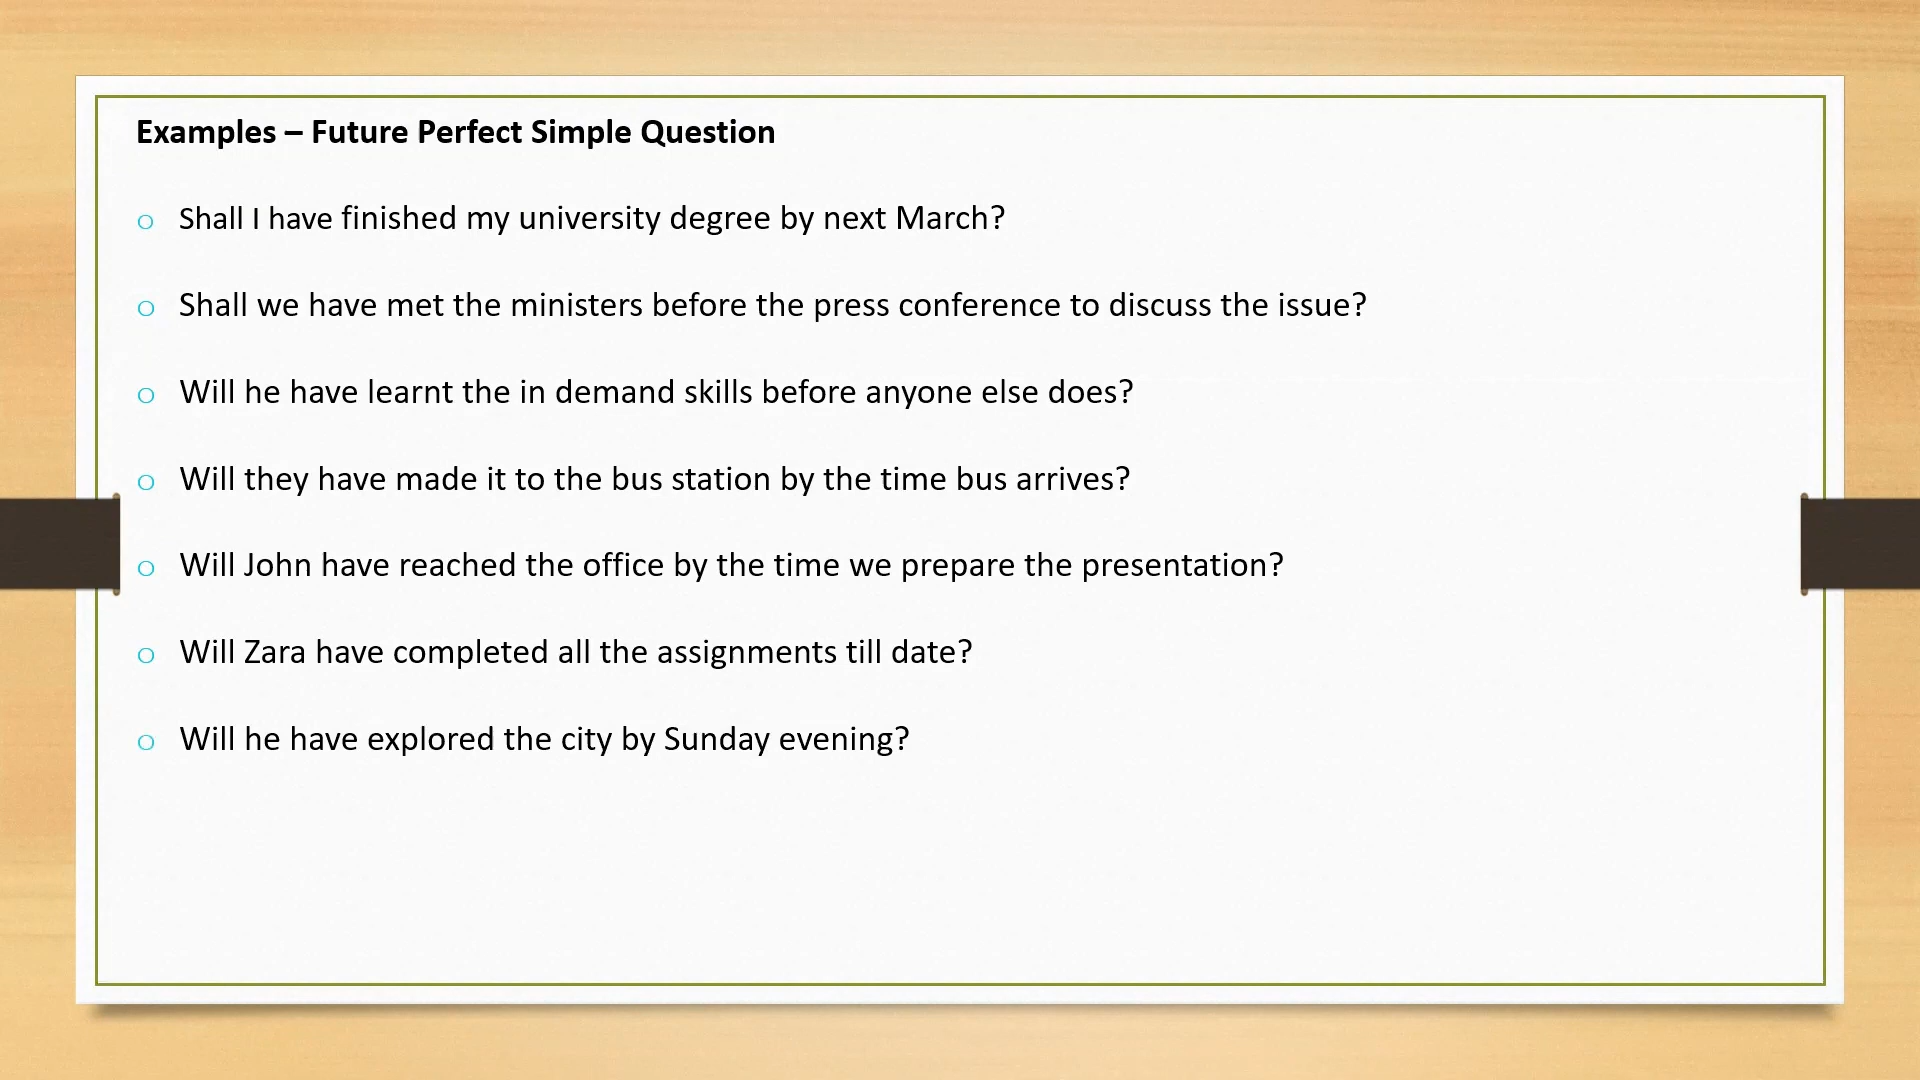 Examples – Future Perfect Simple Question
o Shall I have finished my university degree by next March?
o Shall we have met the ministers before the press conference to discuss the issue?
o Will he have learnt the in demand skills before anyone else does?
o Will they have made it to the bus station by the time bus arrives?
o Will John have reached the office by the time we prepare the presentation?
o Will Zara have completed all the assignments till date?
o Will he have explored the city by Sunday evening?